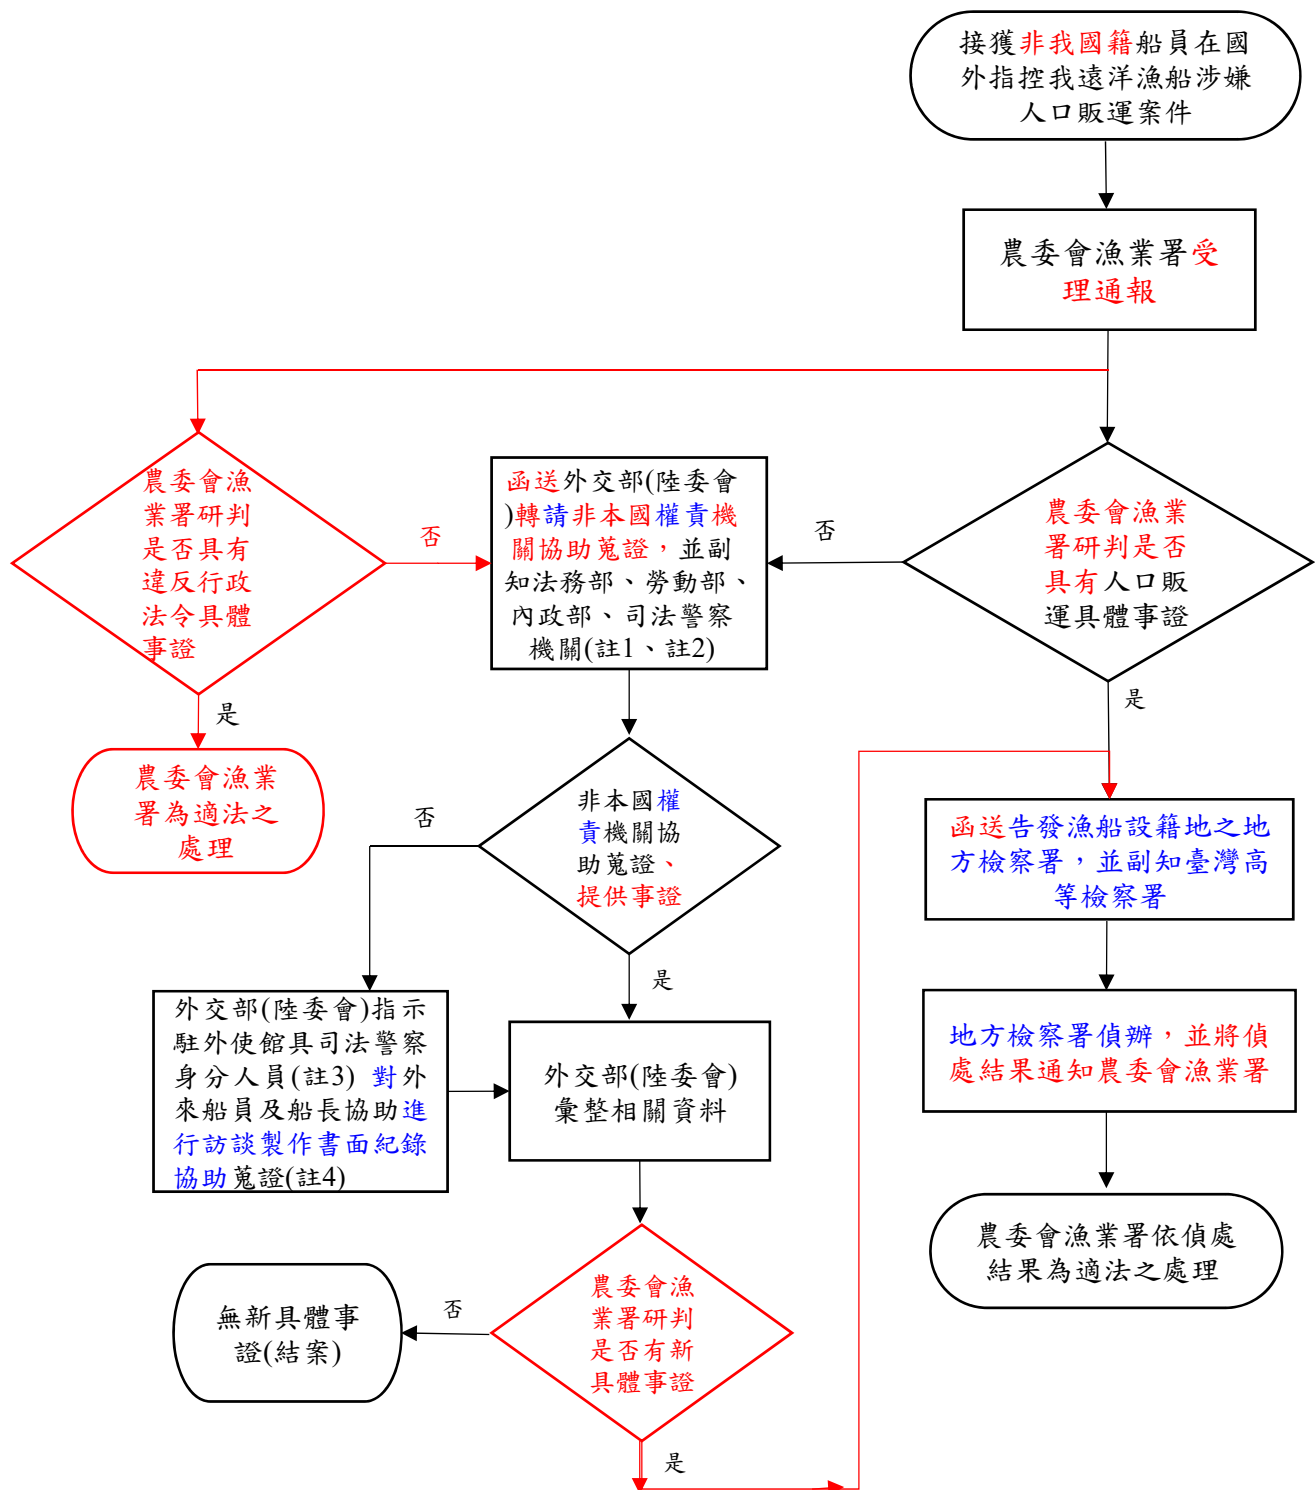 接獲非我國籍船員在國
外指控我遠洋漁船涉嫌
人口販運案件
農委會漁業署受
理通報
農委會漁
業署研判
是否具有
違反行政
法令具體
事證
否
是
農委會漁業
署為適法之
處理
函送外交部(陸委會
)轉請非本國權責機
關協助蒐證，並副
知法務部、勞動部、
內政部、司法警察
機關(註1、註2)
否
農委會漁業
署研判是否
具有人口販
運具體事證
是
非本國權
責機關協
助蒐證、
提供事證
否
是
函送告發漁船設籍地之地
方檢察署，並副知臺灣高
等檢察署
地方檢察署偵辦，並將偵
處結果通知農委會漁業署
農委會漁業署依偵處
結果為適法之處理
外交部(陸委會)指示
駐外使館具司法警察
身分人員(註3) 對外
來船員及船長協助進
行訪談製作書面紀錄
協助蒐證(註4)
外交部(陸委會)
彙整相關資料
農委會漁
業署研判
是否有新
具體事證
否
是
無新具體事
證(結案)